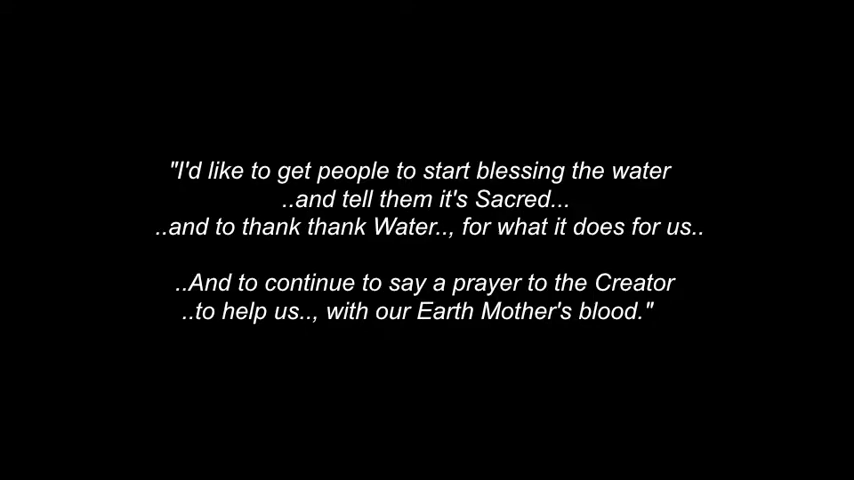 "I'd like to get people to start blessing the water
..and tell them it's Sacred...
..and to thank thank Water.., for what it does for us..
..And to continue to say a prayer to the Creator
..to help us.., with our Earth Mother's blood."